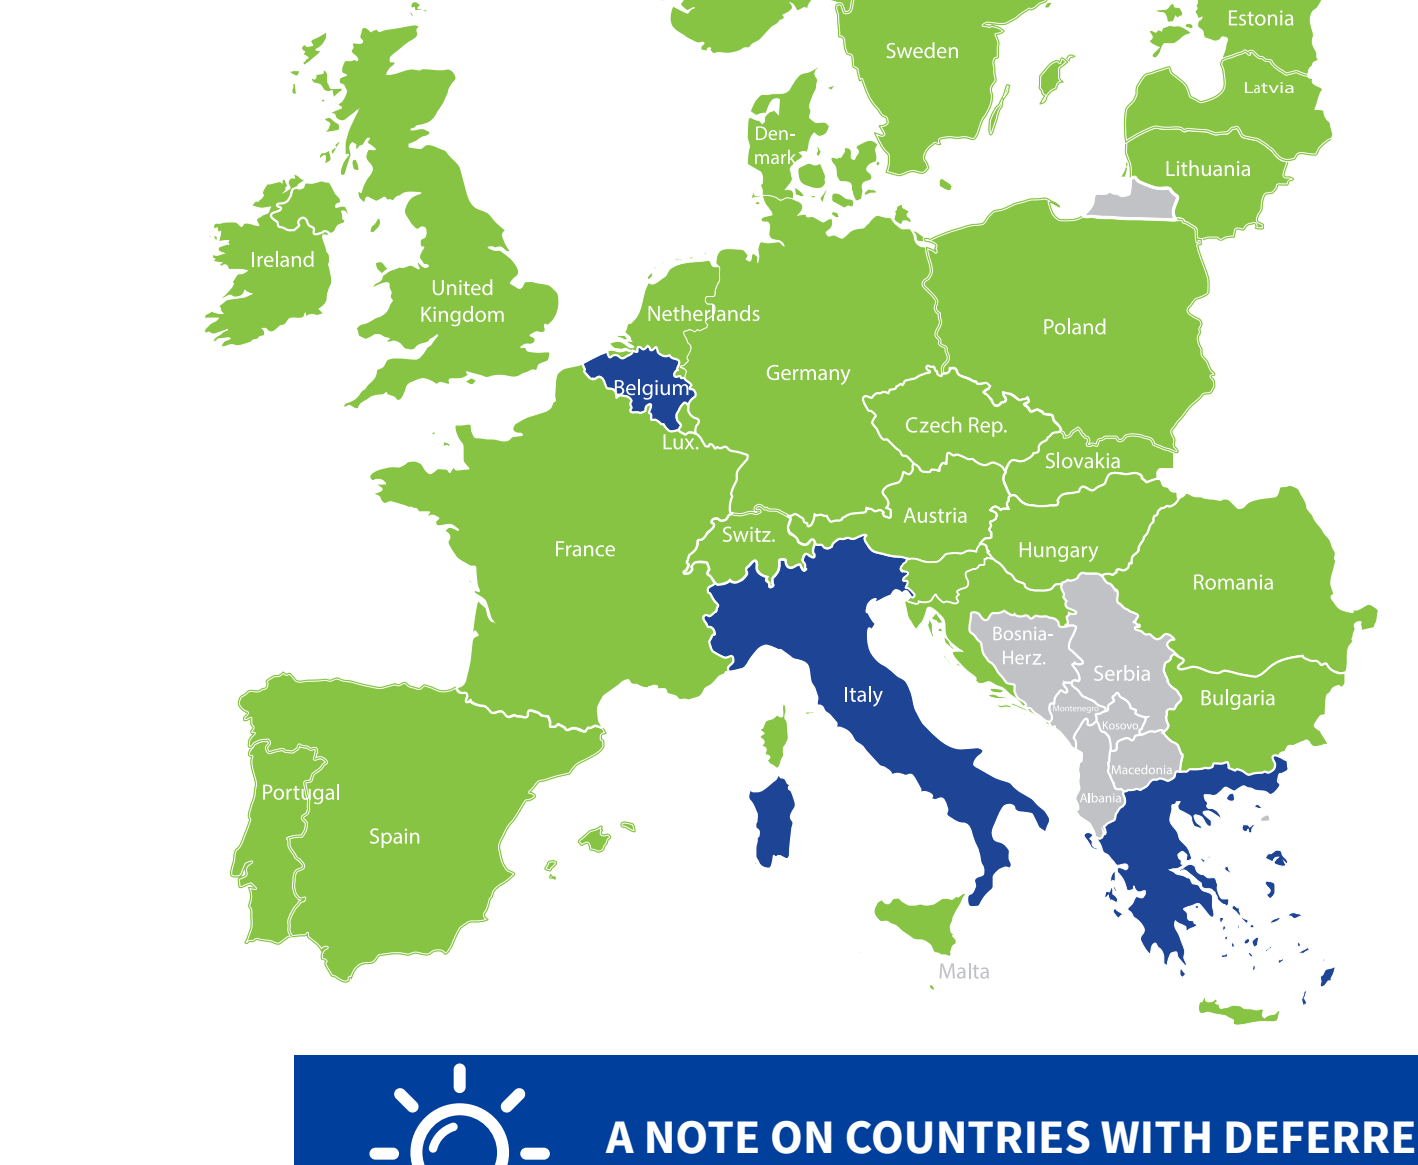 Estonia
Sweden
Latvia
Den-
mark
Lithuania
Ireland
United
Kingdom
Netherlands
Poland
Germany
Belgium
Czech Rep.
Lux.
Slovakia
Austria
Switz.
France
Hungary
Romania
Bosnia-
Herz.
Serbia
Italy
Bulgaria
Montenegro
Kosovo
Macedonia
Portugal
Albania
Spain
Malta
A NOTE ON COUNTRIES WITH DEFERRE